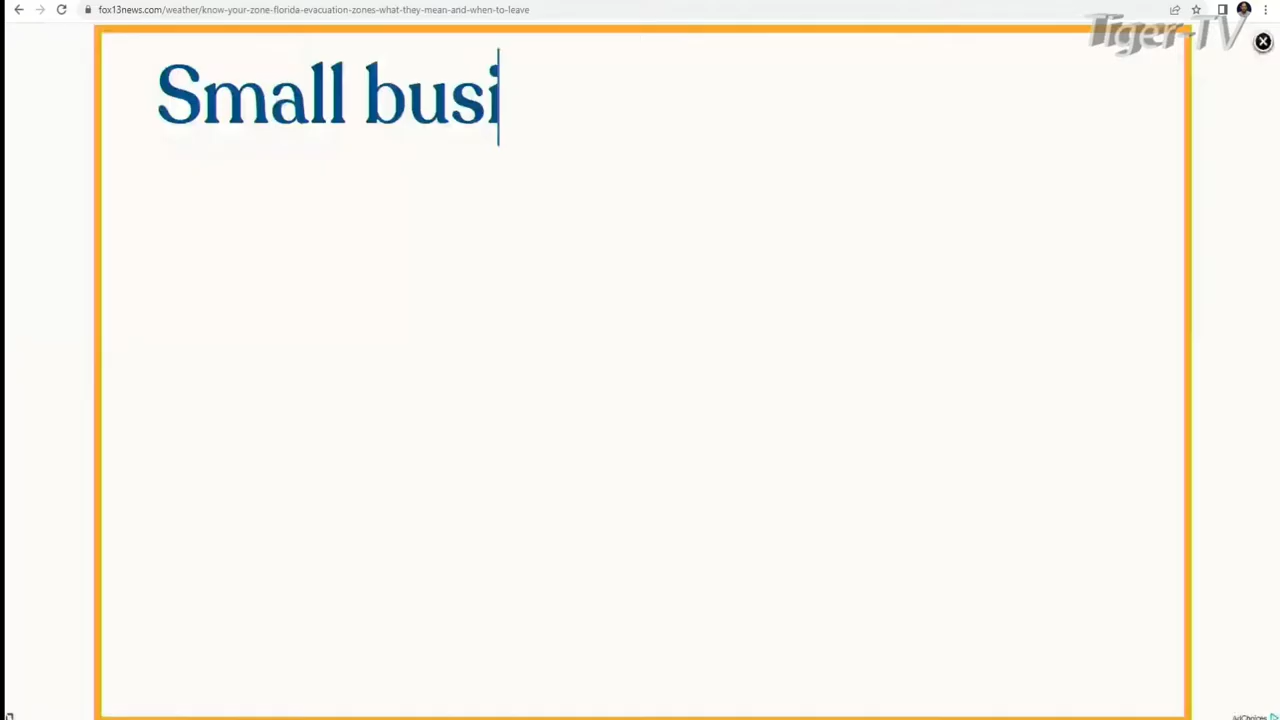 fox13news.com/weather/know-your-zone-florida-evacuation-zones-what-they-mean-and-when-to-leave
Tiger-TV
Small busi
AdChoices